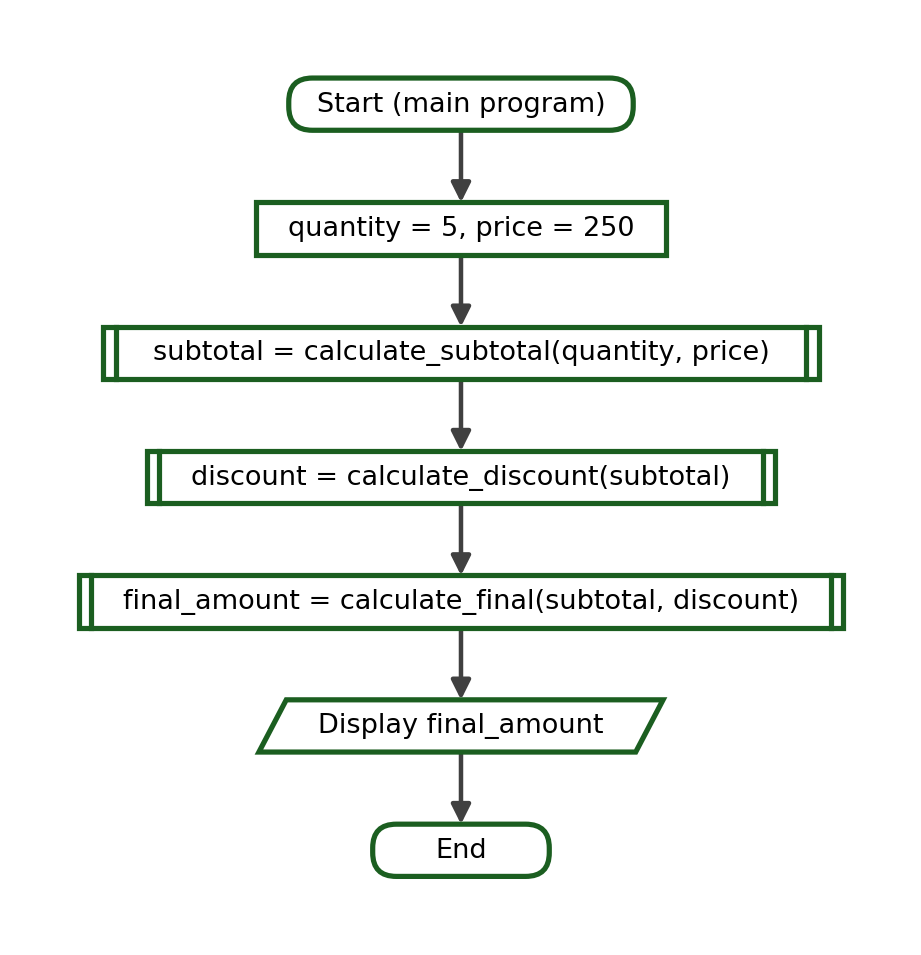 Start (main program)
quantity = 5, price = 250
subtotal = calculate_subtotal(quantity, price)
discount = calculate_discount(subtotal)
final_amount = calculate_final(subtotal, discount)
Display final_amount
End